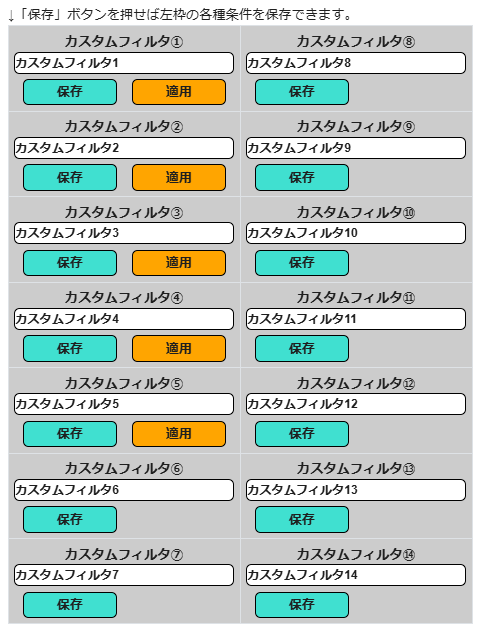 ↓「保存」ボタンを押せば左枠の各種条件を保存できます。
カスタムフィルタ① カスタムフィルタ⑧
カスタムフィルタ1 カスタムフィルタ8
保存 適用 保存
カスタムフィルタ② カスタムフィルタ⑨
カスタムフィルタ2 カスタムフィルタ9
保存 適用 保存
カスタムフィルタ③ カスタムフィルタ⑩
カスタムフィルタ3 カスタムフィルタ10
保存 適用 保存
カスタムフィルタ④ カスタムフィルタ⑪
カスタムフィルタ4 カスタムフィルタ11
保存 適用 保存
カスタムフィルタ⑤ カスタムフィルタ⑫
カスタムフィルタ5 カスタムフィルタ12
保存 適用 保存
カスタムフィルタ⑥ カスタムフィルタ⑬
カスタムフィルタ6 カスタムフィルタ13
保存 保存
カスタムフィルタ⑦ カスタムフィルタ⑭
カスタムフィルタ7 カスタムフィルタ14
保存 保存